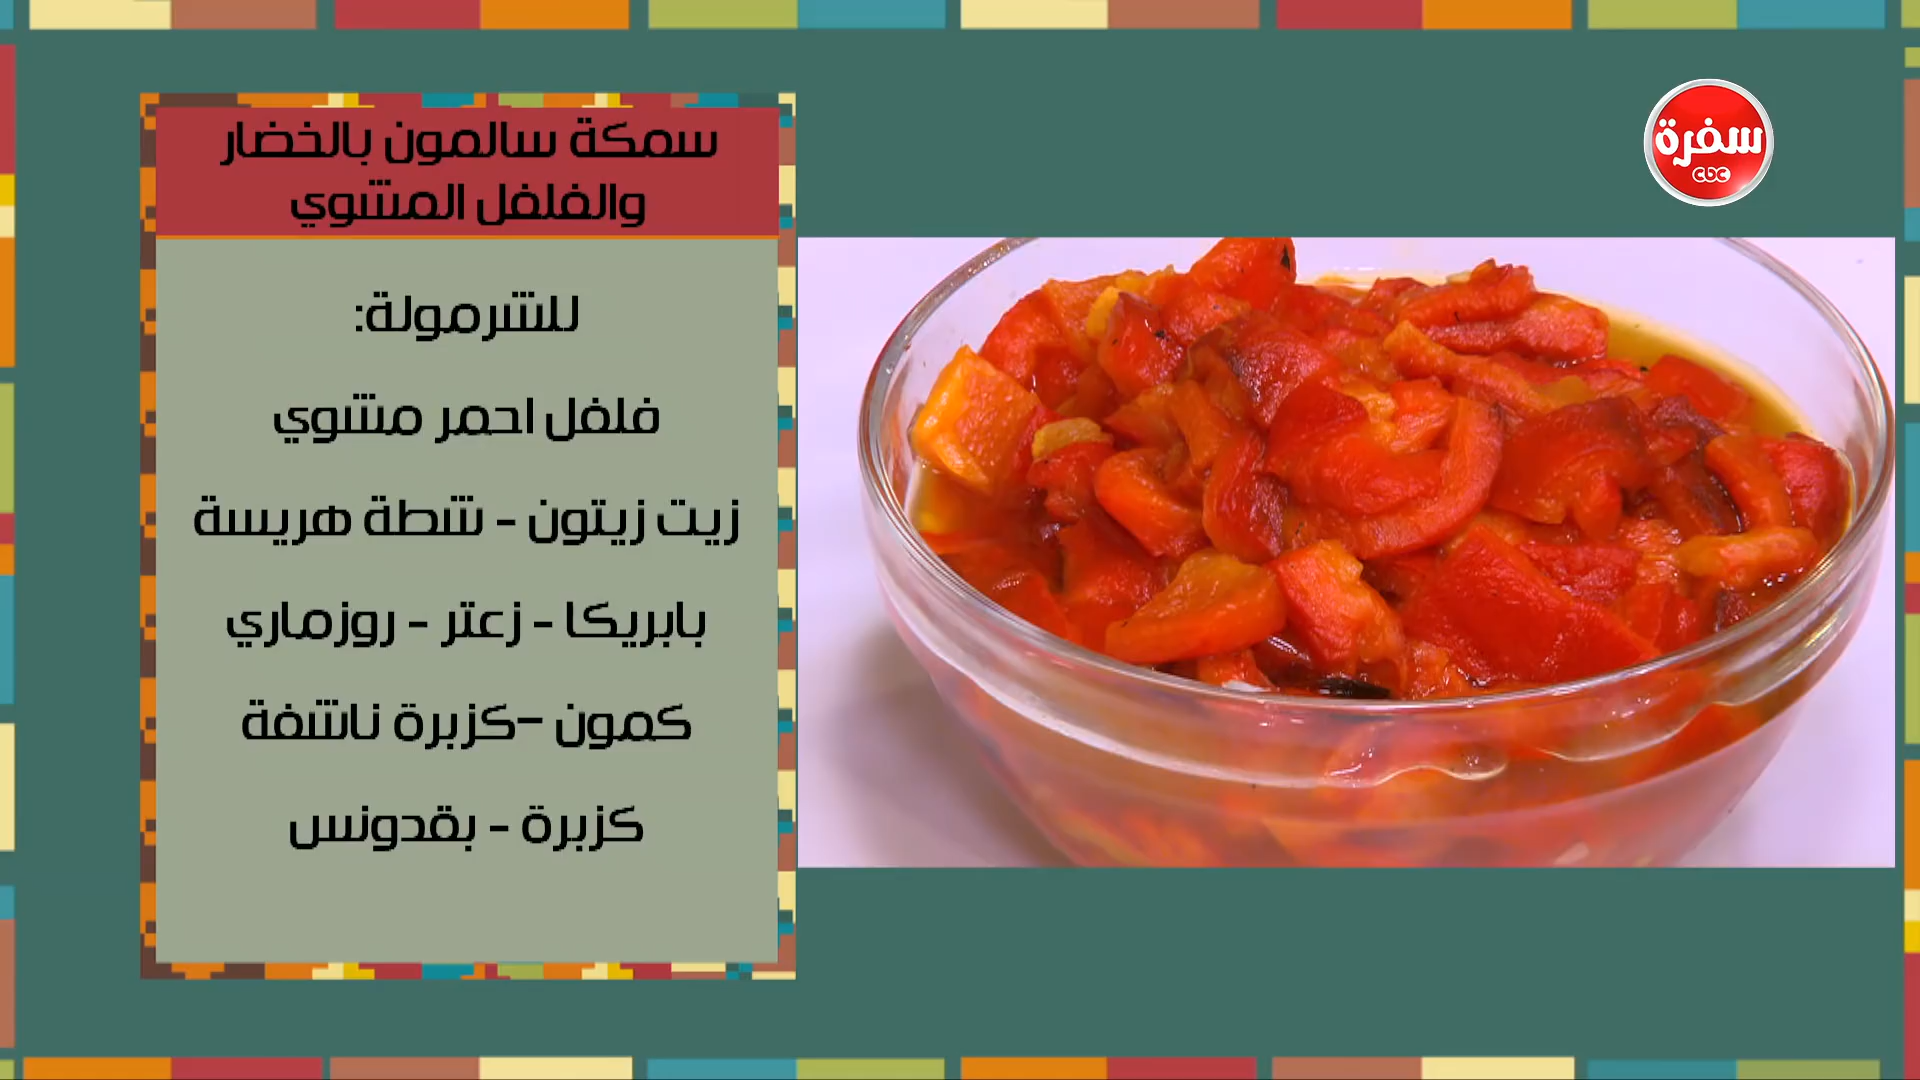 سمكة سالمون بالخضار
والفلفل المشوي
للشرمولة:
فلفل احمر مشوي
زيت زيتون - شطة هريسة
بابريكا - زعتر - روزماري
كمون –كزبرة ناشفة
كزبرة - بقدونس
سفرة
cbc